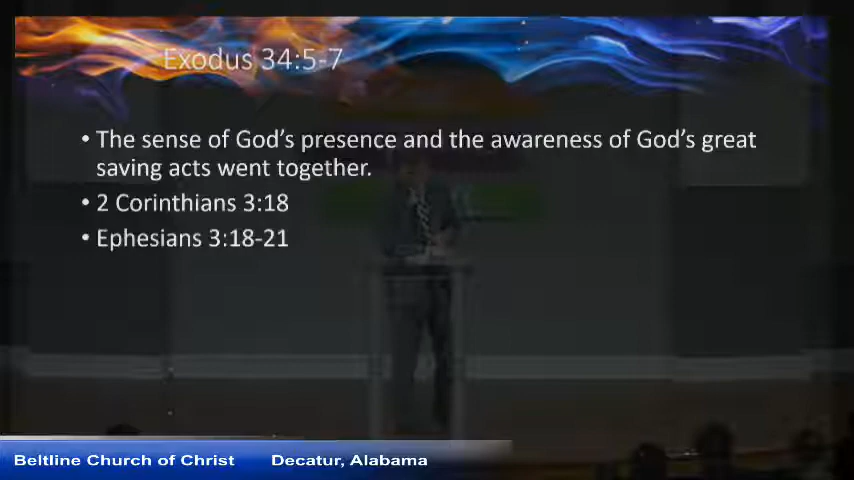 Exodus 34:5-7
• The sense of God's presence and the awareness of God's great
saving acts went together.
• 2 Corinthians 3:18
• Ephesians 3:18-21
Beltline Church of Christ Decatur, Alabama